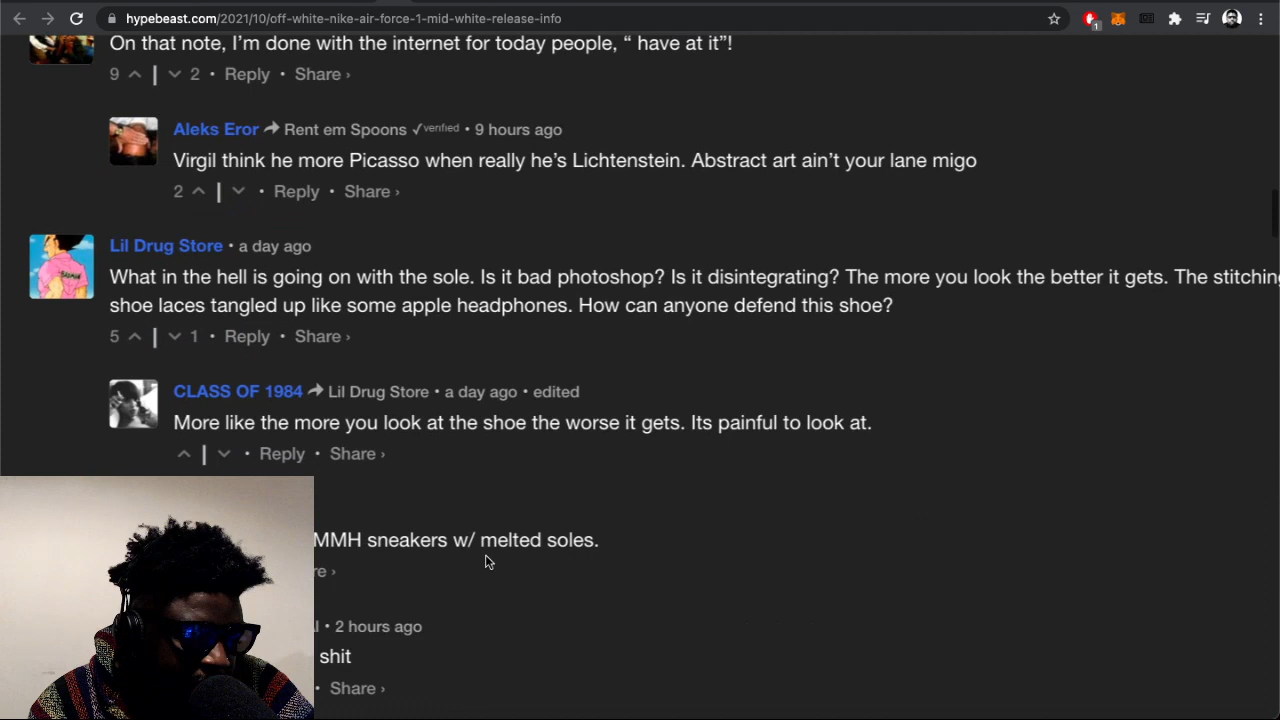 hypebeast.com/2021/10/off-white-nike-air-force-1-mid-white-release-info
1
On that note, I’m done with the internet for today people, “ have at it”!
9 2 • Reply • Share ›
Aleks Eror Rent em Spoons ✓verified • 9 hours ago
Virgil think he more Picasso when really he’s Lichtenstein. Abstract art ain’t your lane migo
2 • Reply • Share ›
Lil Drug Store • a day ago
What in the hell is going on with the sole. Is it bad photoshop? Is it disintegrating? The more you look the better it gets. The stitching
shoe laces tangled up like some apple headphones. How can anyone defend this shoe?
5 1 • Reply • Share ›
CLASS OF 1984 Lil Drug Store • a day ago • edited
More like the more you look at the shoe the worse it gets. Its painful to look at.
• Reply • Share ›
MMH sneakers w/ melted soles.
re ›
• 2 hours ago
shit
• Share ›